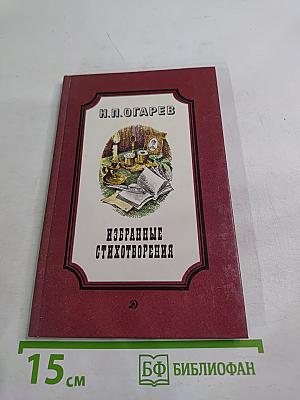 Н.П.ОГАРЕВ
ИЗБРАННЫЕ
СТИХОТВОРЕНИЯ
15 см
БФ БИБЛИОФАН